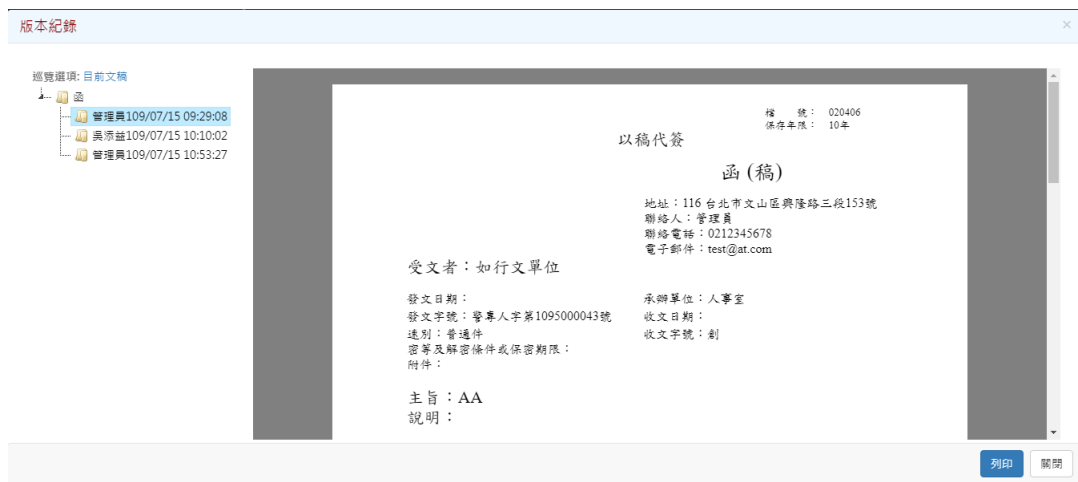 版本紀錄
×
巡覽選項: 目前文稿
函
管理員109/07/15 09:29:08
吳添益109/07/15 10:10:02
管理員109/07/15 10:53:27
檔　號： 020406
保存年限： 10年
以稿代簽
函 (稿)
地址：116 台北市文山區興隆路三段153號
聯絡人：管理員
聯絡電話：0212345678
電子郵件：test@at.com
受文者：如行文單位
發文日期：
承辦單位：人事室
發文字號：警專人字第1095000043號
收文日期：
速別：普通件
收文字號：創
密等及解密條件或保密期限：
附件：
主旨：AA
說明：
列印
關閉